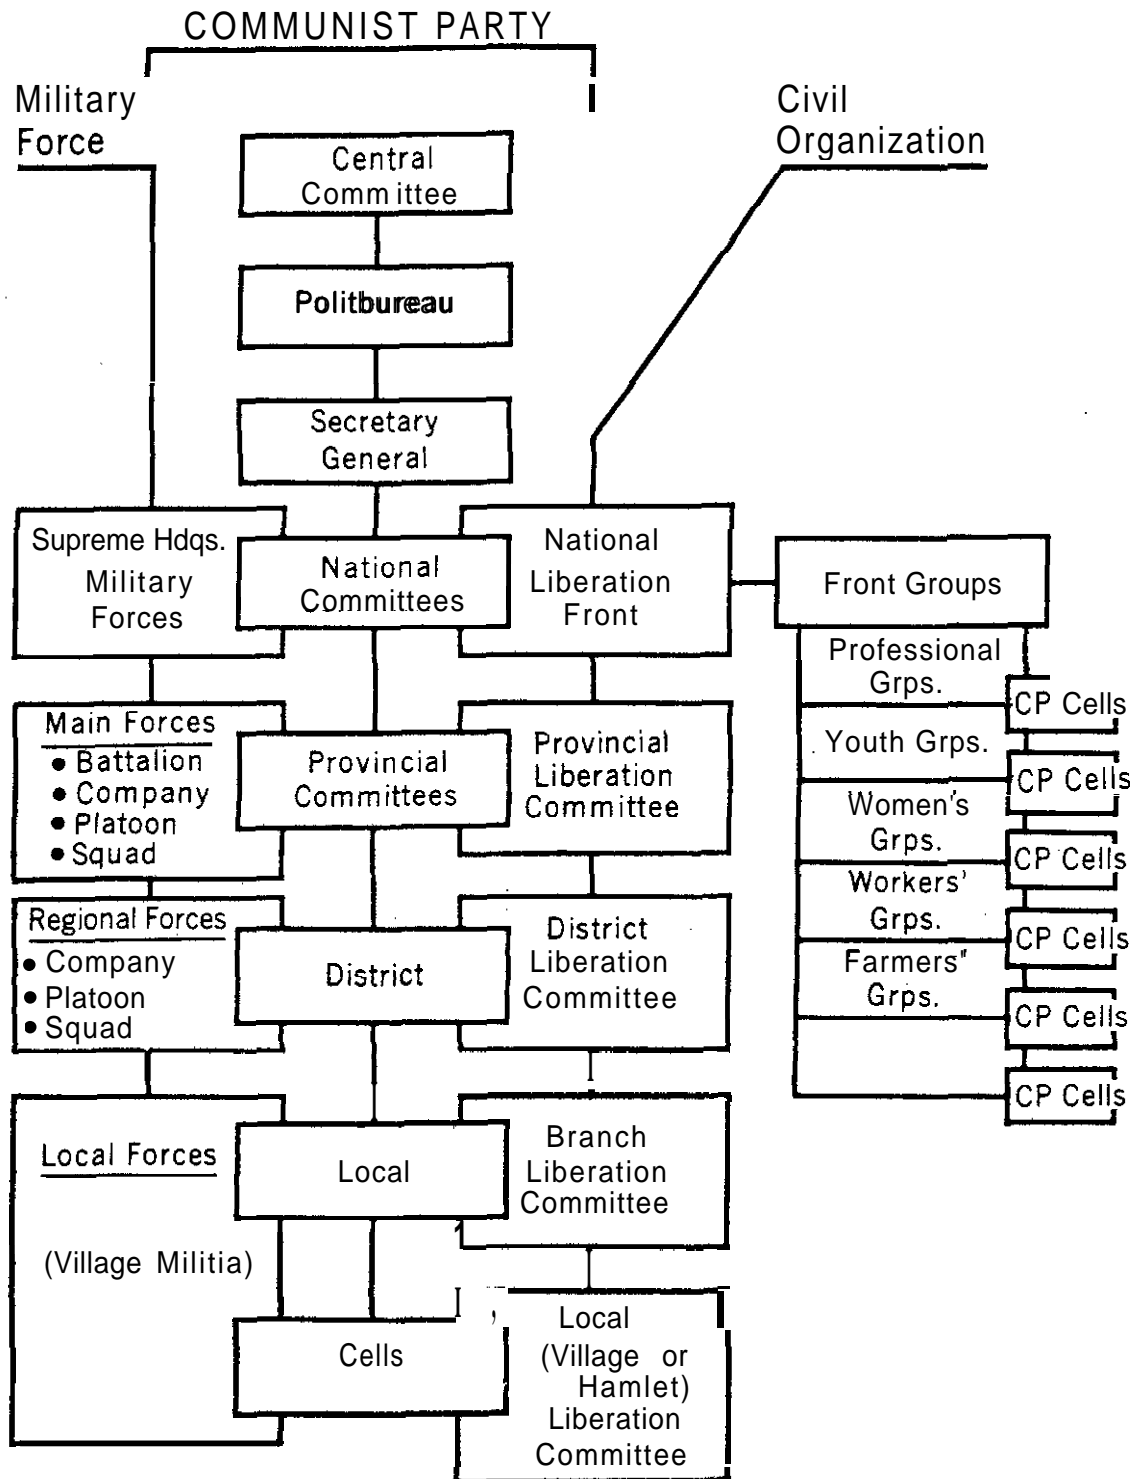 COMMUNIST PARTY
Military
Force
Civil
Organization
Central
Committee
Politbureau
Secretary
General
Supreme Hdqs.
Military
Forces
National
Committees
National
Liberation
Front
Front Groups
Professional
Grps.
CP Cells
Youth Grps.
CP Cells
Women's
Grps.
CP Cells
Workers'
Grps.
CP Cells
Farmers"
Grps.
CP Cells
CP Cells
Main Forces
• Battalion
• Company
• Platoon
• Squad
Provincial
Committees
Provincial
Liberation
Committee
Regional Forces
• Company
• Platoon
• Squad
District
District
Liberation
Committee
Local Forces
(Village Militia)
Local
Branch
Liberation
Committee
Cells
Local
(Village or
Hamlet)
Liberation
Committee